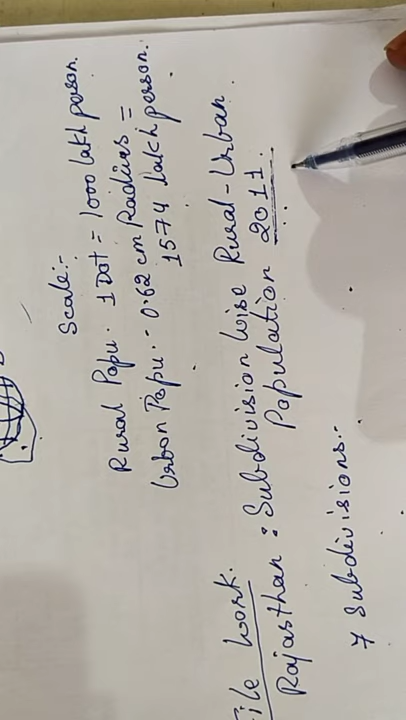 Scale:-
Rural Popu. 1 Dot = 1000 lakh person.
Urban Popu.- 0.62 cm Radius =
1574 lakh person.
File Work.
Rajasthan : Subdivision Wise Rural-Urban
Population 2011.
7 Subdivisions:-